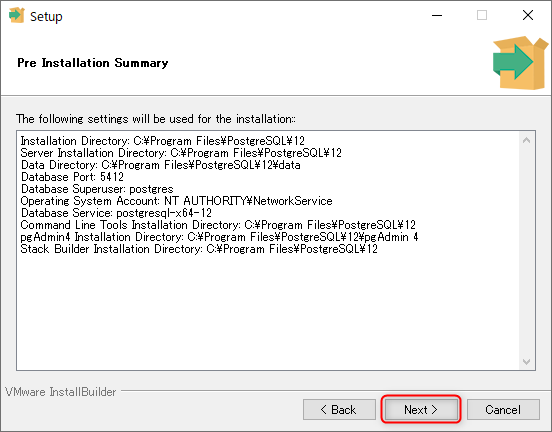 Setup
Pre Installation Summary
The following settings will be used for the installation:
Installation Directory: C:¥Program Files¥PostgreSQL¥12
Server Installation Directory: C:¥Program Files¥PostgreSQL¥12
Data Directory: C:¥Program Files¥PostgreSQL¥12¥data
Database Port: 5412
Database Superuser: postgres
Operating System Account: NT AUTHORITY¥NetworkService
Database Service: postgresql-x64-12
Command Line Tools Installation Directory: C:¥Program Files¥PostgreSQL¥12
pgAdmin4 Installation Directory: C:¥Program Files¥PostgreSQL¥12¥pgAdmin 4
Stack Builder Installation Directory: C:¥Program Files¥PostgreSQL¥12
VMware InstallBuilder
< Back
Next >
Cancel